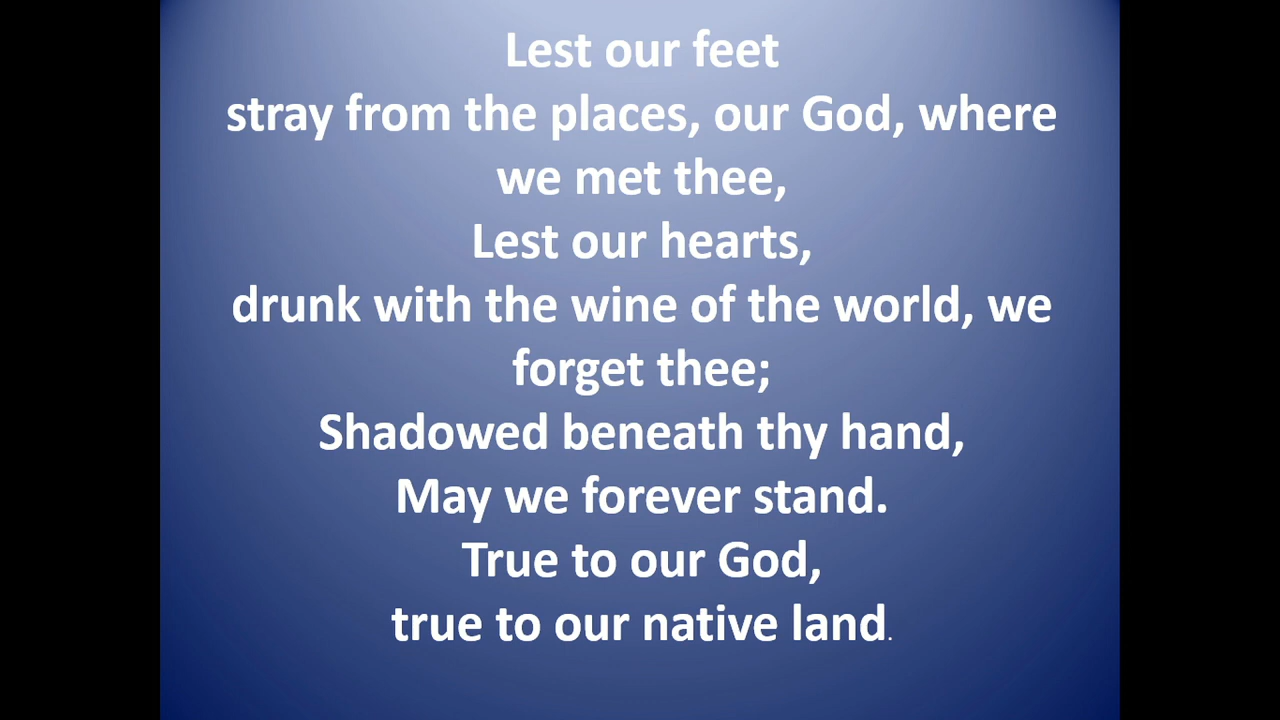 Lest our feet
stray from the places, our God, where
we met thee,
Lest our hearts,
drunk with the wine of the world, we
forget thee;
Shadowed beneath thy hand,
May we forever stand.
True to our God,
true to our native land.